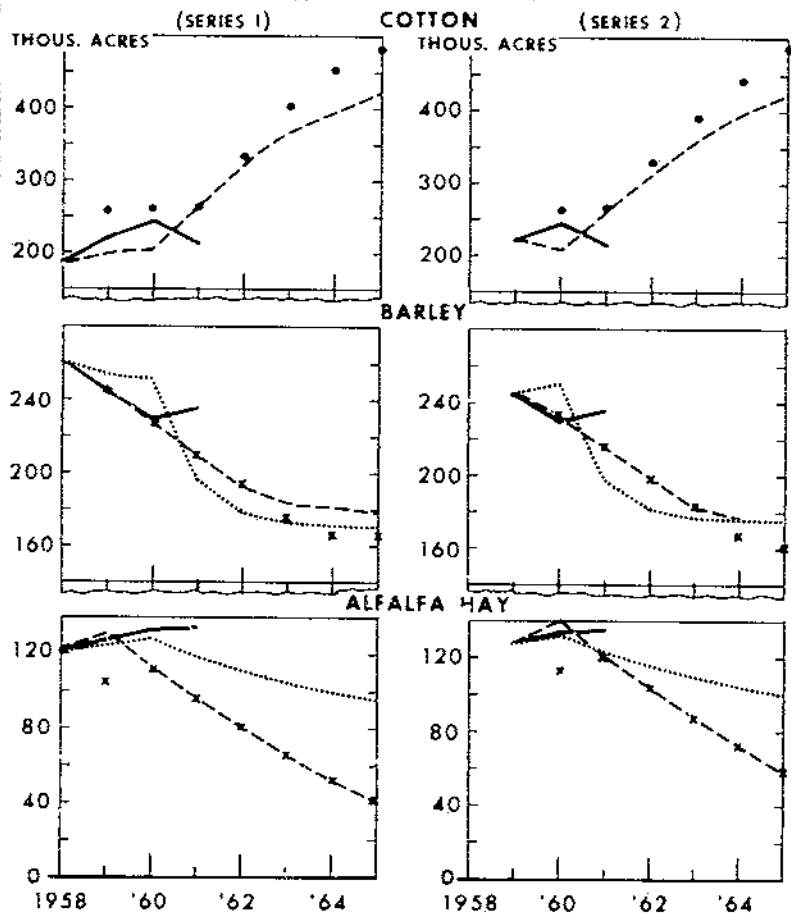 (SERIES 1) COTTON (SERIES 2)
THOUS. ACRES THOUS. ACRES
400 400
300 300
200 200
BARLEY
240 240
200 200
160 160
ALFALFA HAY
120 120
80 80
40 40
0 0
1958 '60 '62 '64 1958 '60 '62 '64